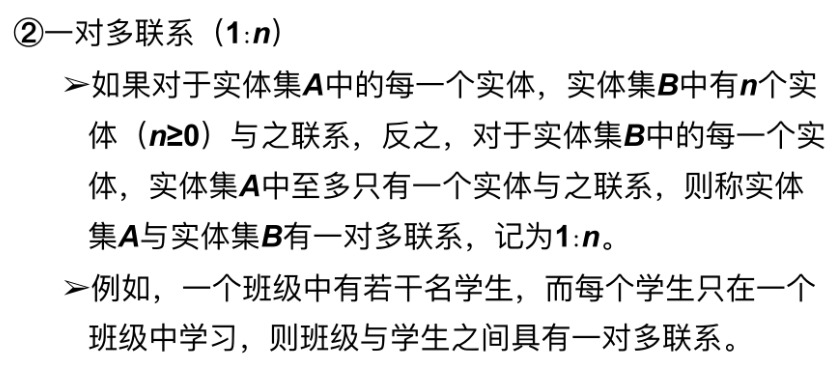 ②一对多联系（1:n）
➢如果对于实体集A中的每一个实体，实体集B中有n个实
体（n≥0）与之联系，反之，对于实体集B中的每一个实
体，实体集A中至多只有一个实体与之联系，则称实体
集A与实体集B有一对多联系，记为1:n。
➢例如，一个班级中有若干名学生，而每个学生只在一个
班级中学习，则班级与学生之间具有一对多联系。